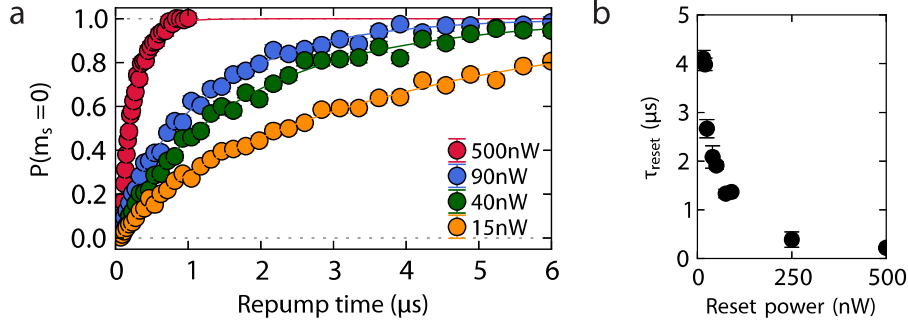 a
P(mₛ = 0)
1.0
0.8
0.6
0.4
0.2
0.0
500nW
90nW
40nW
15nW
0 1 2 3 4 5 6
Repump time (μs)
b
τreset (μs)
5
4
3
2
1
0
0 250 500
Reset power (nW)